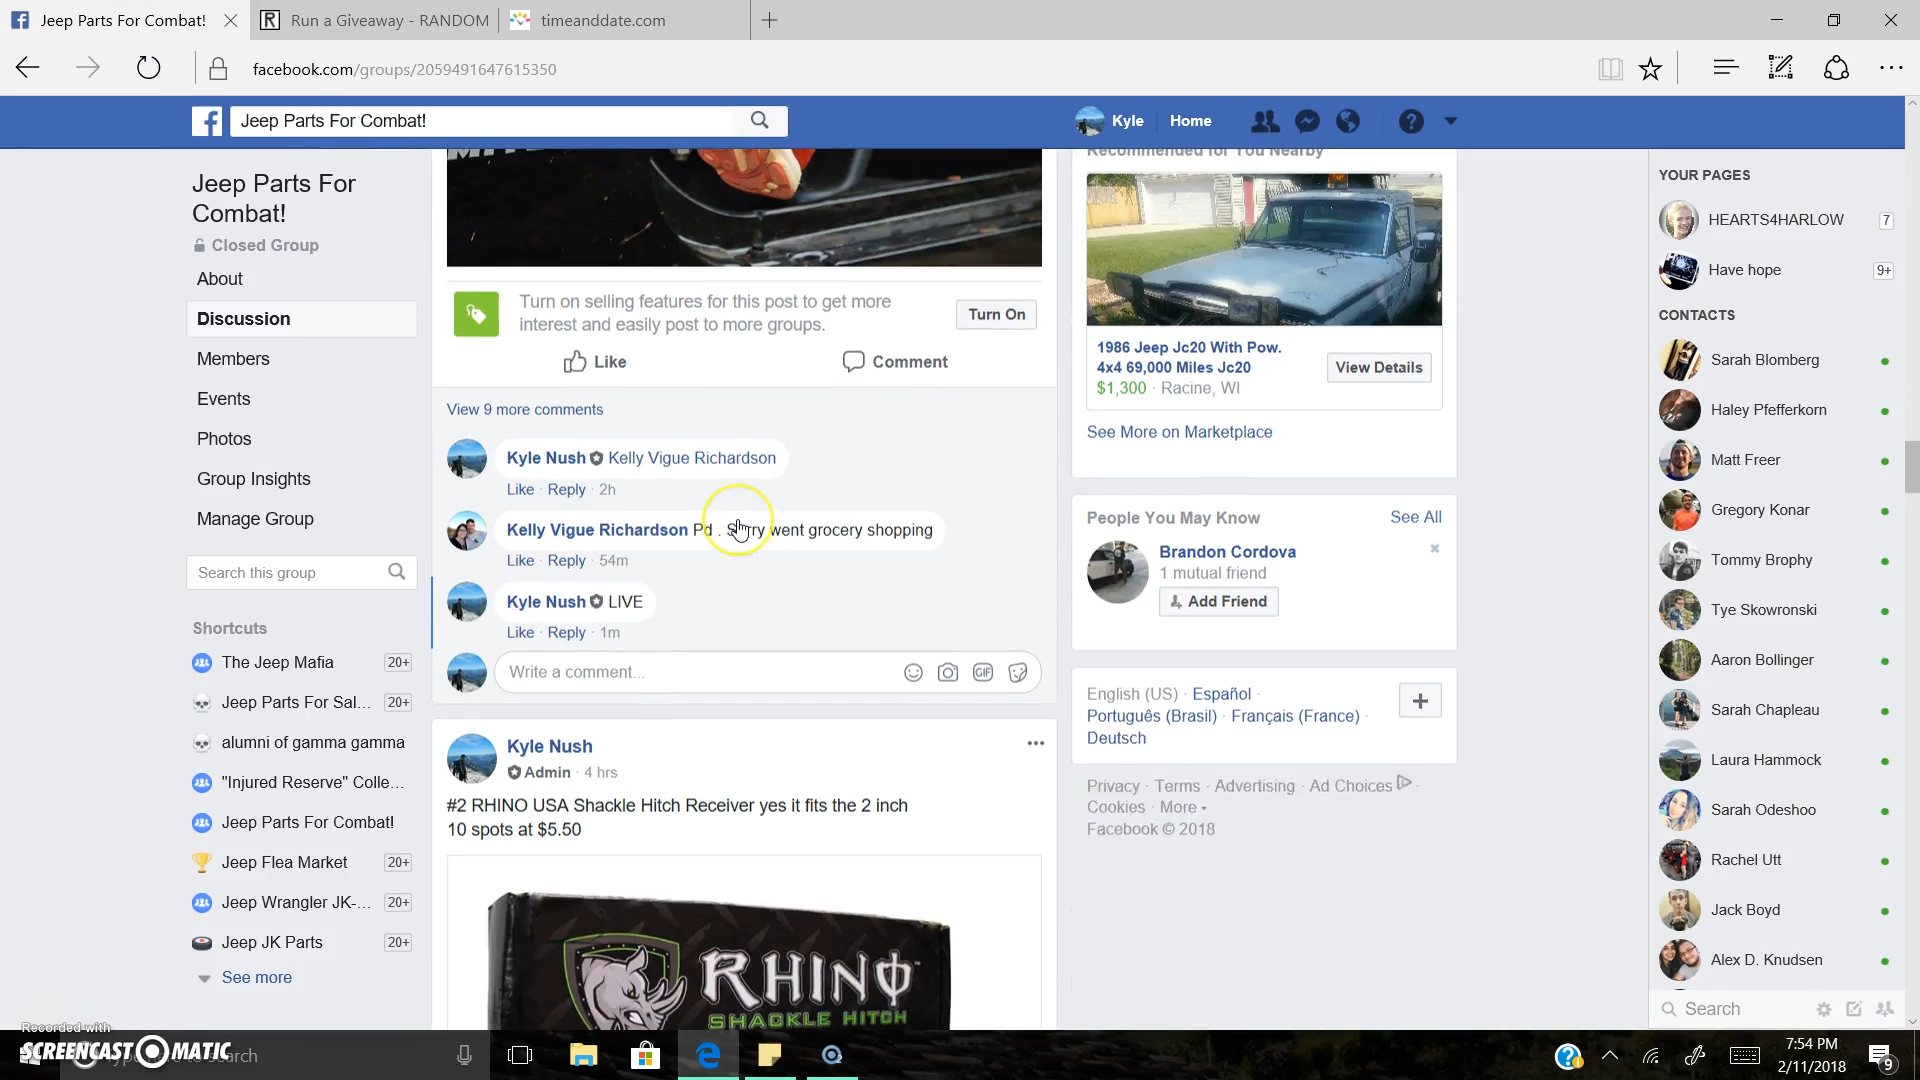 Jeep Parts For Combat!
Run a Giveaway - RANDOM
timeanddate.com
facebook.com/groups/2059491647615350
Jeep Parts For Combat!
Kyle
Home
Jeep Parts For
Combat!
Closed Group
About
Discussion
Members
Events
Photos
Group Insights
Manage Group
Search this group
Shortcuts
The Jeep Mafia 20+
Jeep Parts For Sal... 20+
alumni of gamma gamma
"Injured Reserve" Colle...
Jeep Parts For Combat!
Jeep Flea Market 20+
Jeep Wrangler JK-... 20+
Jeep JK Parts 20+
See more
Turn on selling features for this post to get more
interest and easily post to more groups.
Turn On
Like
Comment
View 9 more comments
Kyle Nush Kelly Vigue Richardson
Like · Reply · 2h
Kelly Vigue Richardson Pd . Sorry went grocery shopping
Like · Reply · 54m
Kyle Nush LIVE
Like · Reply · 1m
Write a comment...
GIF
Kyle Nush
Admin · 4 hrs
#2 RHINO USA Shackle Hitch Receiver yes it fits the 2 inch
10 spots at $5.50
RHINO
SHACKLE HITCH
Recommended for You Nearby
1986 Jeep Jc20 With Pow.
4x4 69,000 Miles Jc20
$1,300 · Racine, WI
View Details
See More on Marketplace
People You May Know
See All
Brandon Cordova
1 mutual friend
Add Friend
English (US) · Español ·
Português (Brasil) · Français (France) ·
Deutsch
Privacy · Terms · Advertising · Ad Choices ·
Cookies · More
Facebook © 2018
YOUR PAGES
HEARTS4HARLOW 7
Have hope 9+
CONTACTS
Sarah Blomberg
Haley Pfefferkorn
Matt Freer
Gregory Konar
Tommy Brophy
Tye Skowronski
Aaron Bollinger
Sarah Chapleau
Laura Hammock
Sarah Odeshoo
Rachel Utt
Jack Boyd
Alex D. Knudsen
Search
Recorded with
SCREENCAST-O-MATIC
search
7:54 PM
2/11/2018
9